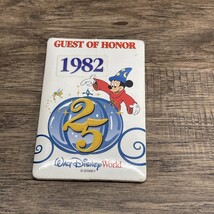 GUEST OF HONOR
1982
25
Walt Disney World
© DISNEY